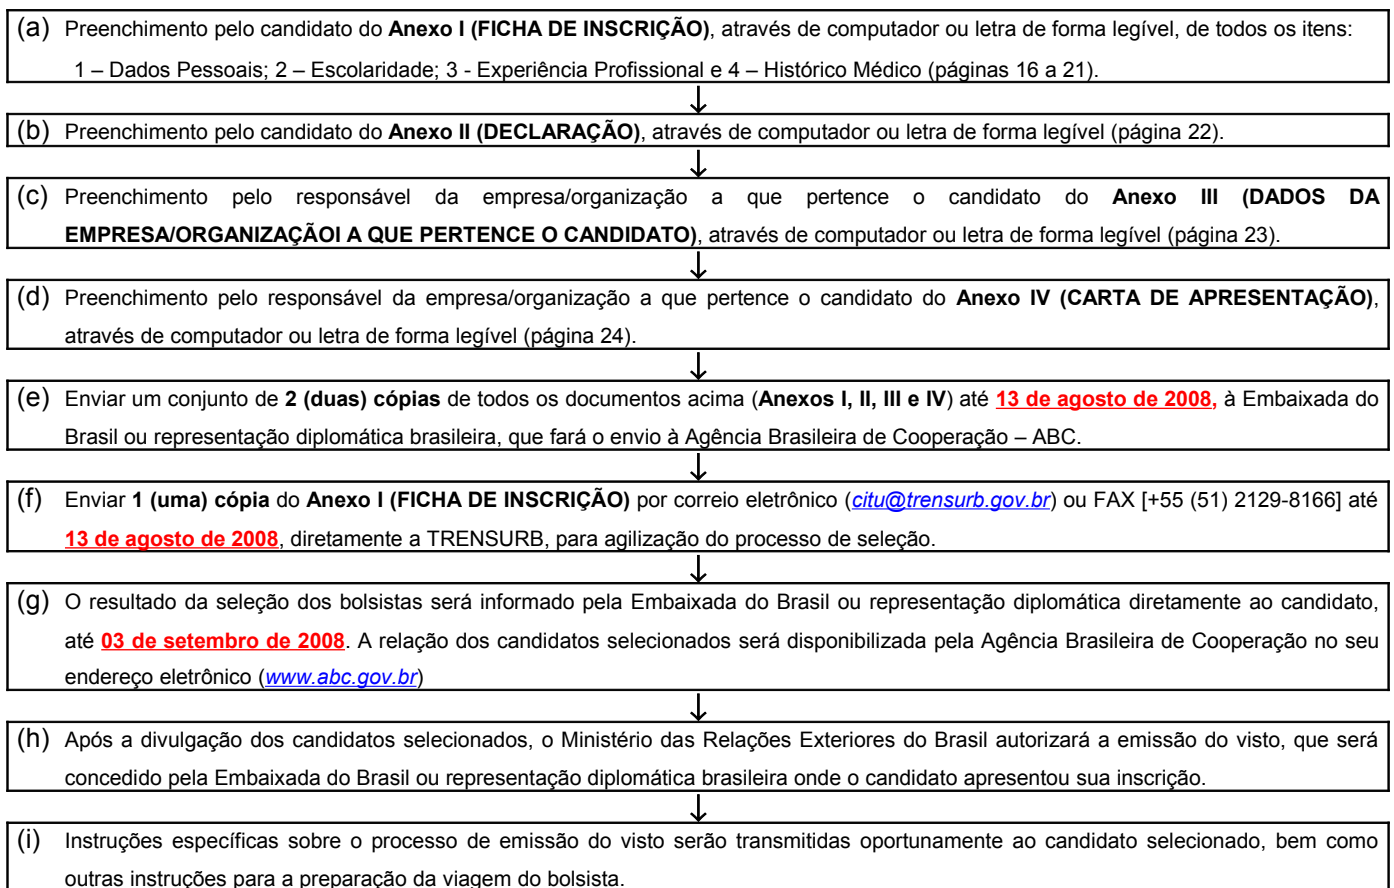 (a) Preenchimento pelo candidato do Anexo I (FICHA DE INSCRIÇÃO), através de computador ou letra de forma legível, de todos os itens:
1 – Dados Pessoais; 2 – Escolaridade; 3 - Experiência Profissional e 4 – Histórico Médico (páginas 16 a 21).
(b) Preenchimento pelo candidato do Anexo II (DECLARAÇÃO), através de computador ou letra de forma legível (página 22).
(c) Preenchimento pelo responsável da empresa/organização a que pertence o candidato do Anexo III (DADOS DA
EMPRESA/ORGANIZAÇÃOI A QUE PERTENCE O CANDIDATO), através de computador ou letra de forma legível (página 23).
(d) Preenchimento pelo responsável da empresa/organização a que pertence o candidato do Anexo IV (CARTA DE APRESENTAÇÃO),
através de computador ou letra de forma legível (página 24).
(e) Enviar um conjunto de 2 (duas) cópias de todos os documentos acima (Anexos I, II, III e IV) até 13 de agosto de 2008, à Embaixada do
Brasil ou representação diplomática brasileira, que fará o envio à Agência Brasileira de Cooperação – ABC.
(f) Enviar 1 (uma) cópia do Anexo I (FICHA DE INSCRIÇÃO) por correio eletrônico (citu@trensurb.gov.br) ou FAX [+55 (51) 2129-8166] até
13 de agosto de 2008, diretamente a TRENSURB, para agilização do processo de seleção.
(g) O resultado da seleção dos bolsistas será informado pela Embaixada do Brasil ou representação diplomática diretamente ao candidato,
até 03 de setembro de 2008. A relação dos candidatos selecionados será disponibilizada pela Agência Brasileira de Cooperação no seu
endereço eletrônico (www.abc.gov.br)
(h) Após a divulgação dos candidatos selecionados, o Ministério das Relações Exteriores do Brasil autorizará a emissão do visto, que será
concedido pela Embaixada do Brasil ou representação diplomática brasileira onde o candidato apresentou sua inscrição.
(i) Instruções específicas sobre o processo de emissão do visto serão transmitidas oportunamente ao candidato selecionado, bem como
outras instruções para a preparação da viagem do bolsista.